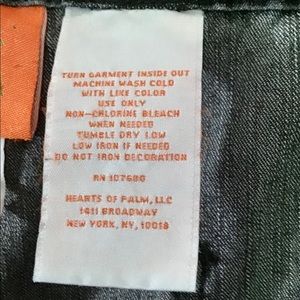 TURN GARMENT INSIDE OUT
MACHINE WASH COLD
WITH LIKE COLOR
USE ONLY
NON-CHLORINE BLEACH
WHEN NEEDED
TUMBLE DRY LOW
LOW IRON IF NEEDED
DO NOT IRON DECORATION
RN 107680
HEARTS OF PALM, LLC
1411 BROADWAY
NEW YORK, NY, 10018